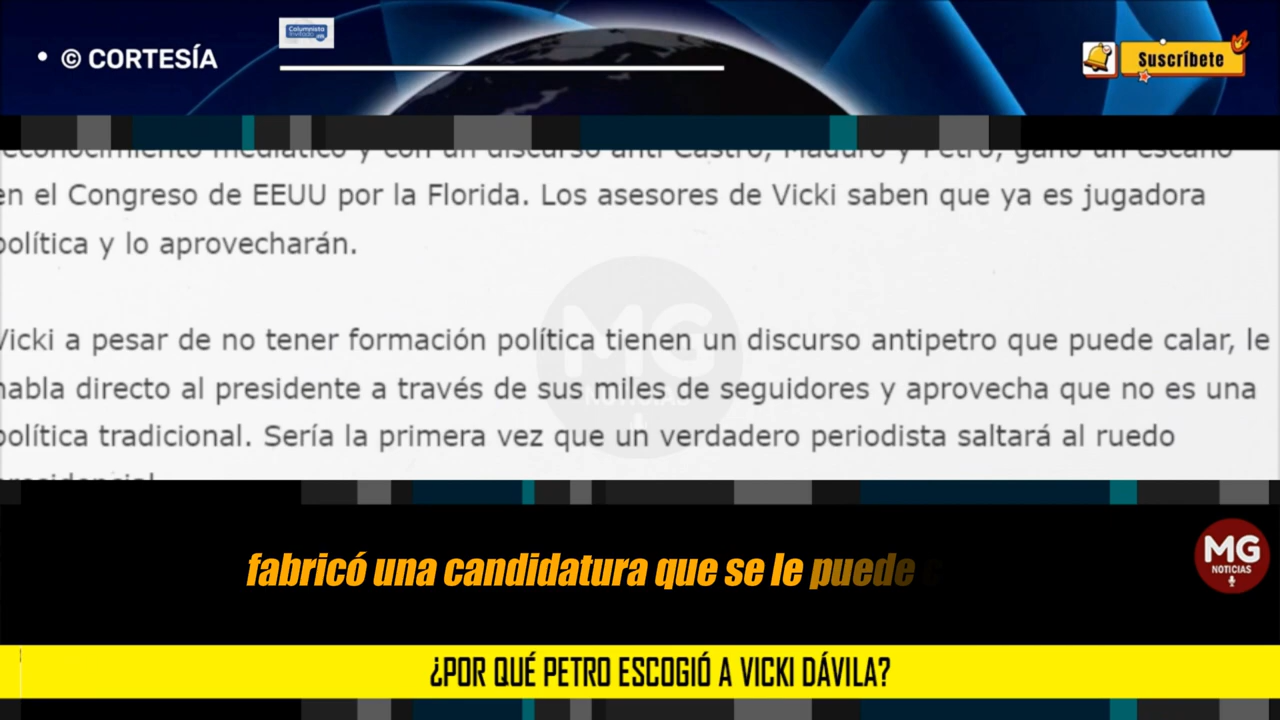 • © CORTESÍA
Columnista
Suscríbete
en el Congreso de EEUU por la Florida. Los asesores de Vicki saben que ya es jugadora
política y lo aprovecharán.
Vicki a pesar de no tener formación política tienen un discurso antipetro que puede calar, le
habla directo al presidente a través de sus miles de seguidores y aprovecha que no es una
política tradicional. Sería la primera vez que un verdadero periodista saltará al ruedo
MG
NOTICIAS
fabricó una candidatura que se le puede
MG
NOTICIAS
¿POR QUÉ PETRO ESCOGIÓ A VICKI DÁVILA?